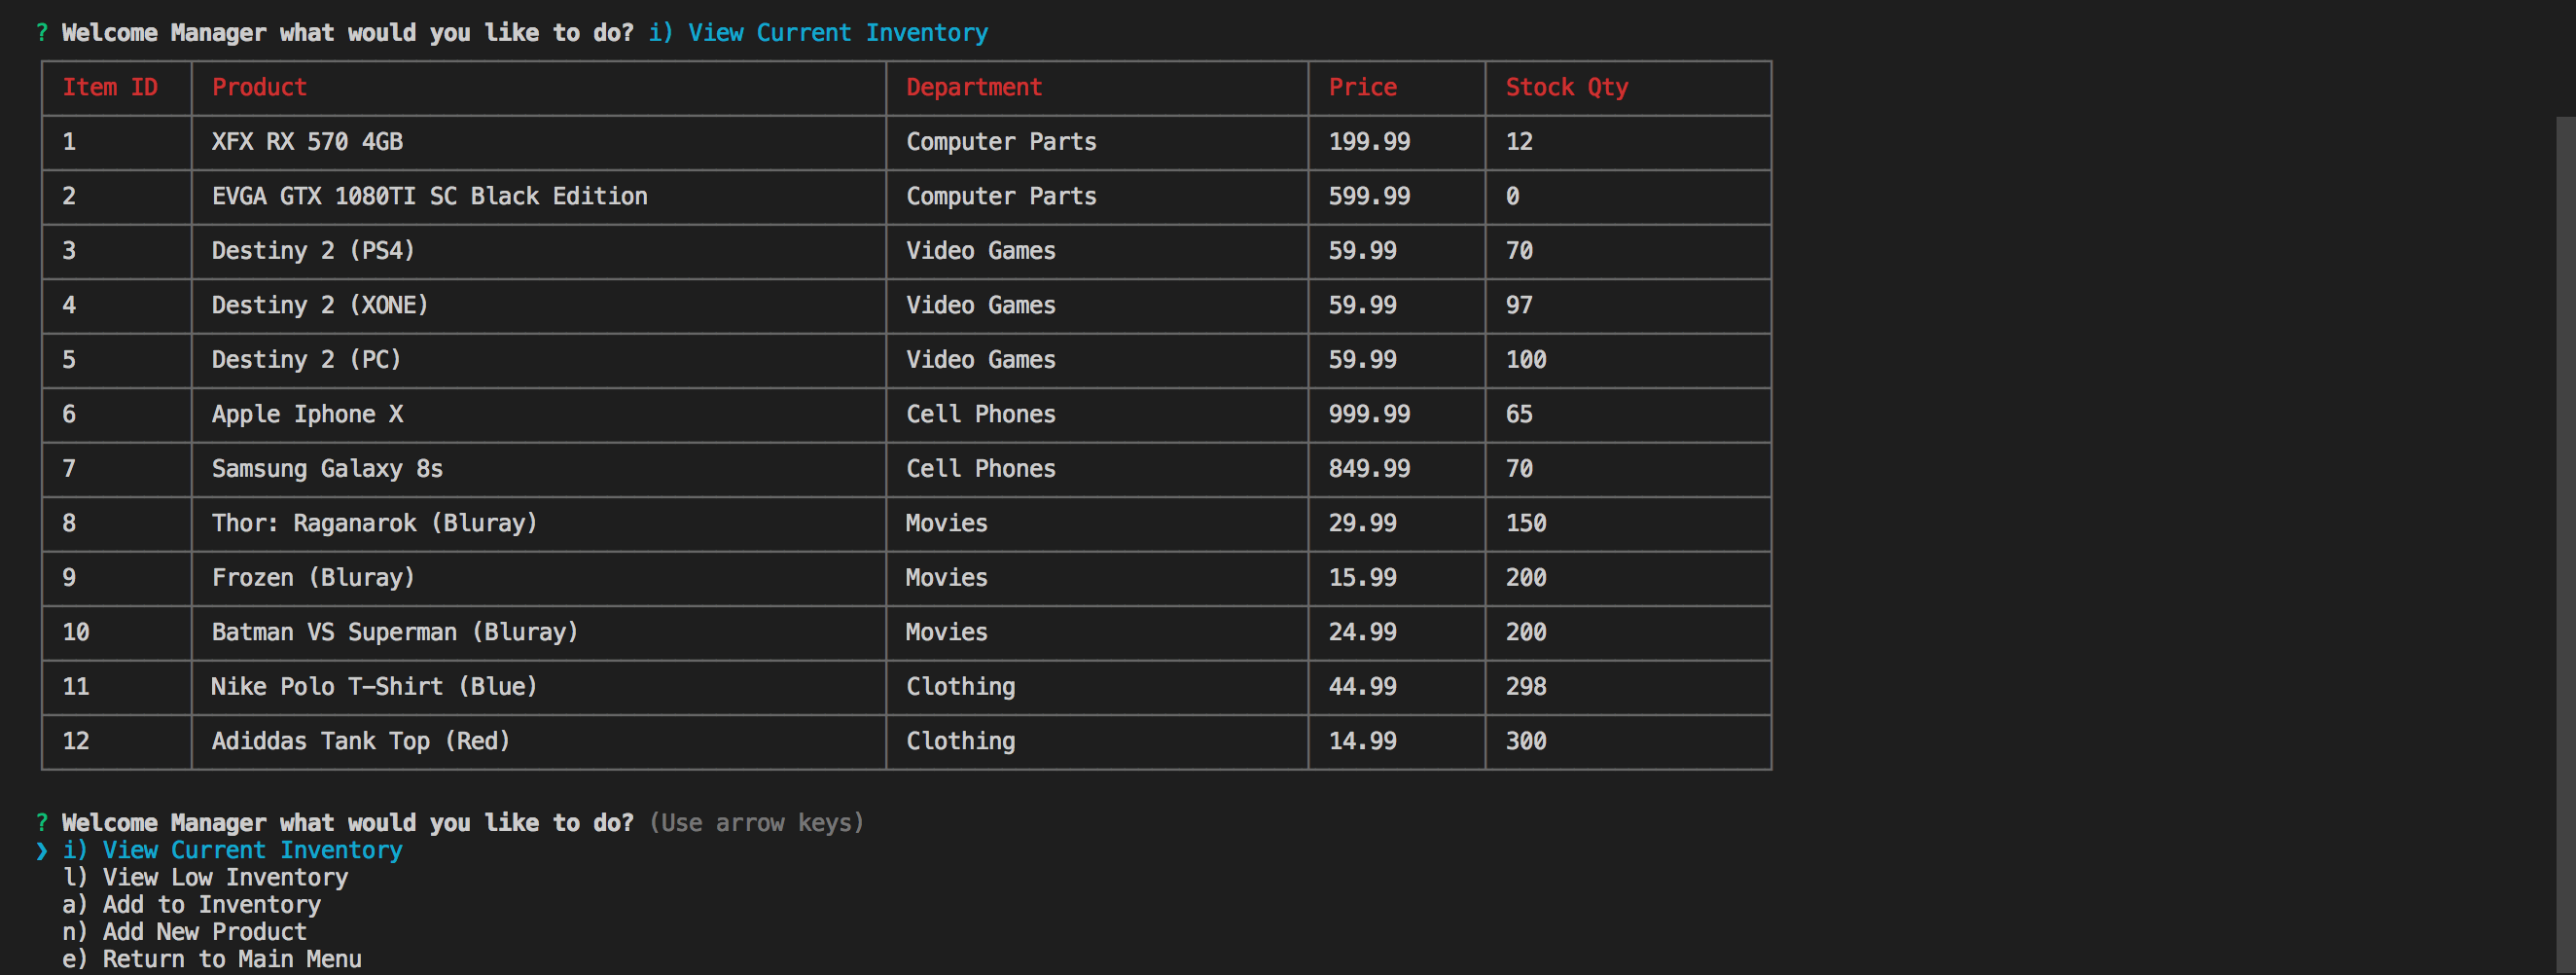 ? Welcome Manager what would you like to do? i) View Current Inventory
Item ID Product Department Price Stock Qty
1 XFX RX 570 4GB Computer Parts 199.99 12
2 EVGA GTX 1080TI SC Black Edition Computer Parts 599.99 0
3 Destiny 2 (PS4) Video Games 59.99 70
4 Destiny 2 (XONE) Video Games 59.99 97
5 Destiny 2 (PC) Video Games 59.99 100
6 Apple Iphone X Cell Phones 999.99 65
7 Samsung Galaxy 8s Cell Phones 849.99 70
8 Thor: Raganarok (Bluray) Movies 29.99 150
9 Frozen (Bluray) Movies 15.99 200
10 Batman VS Superman (Bluray) Movies 24.99 200
11 Nike Polo T-Shirt (Blue) Clothing 44.99 298
12 Adiddas Tank Top (Red) Clothing 14.99 300
? Welcome Manager what would you like to do? (Use arrow keys)
❯ i) View Current Inventory
l) View Low Inventory
a) Add to Inventory
n) Add New Product
e) Return to Main Menu